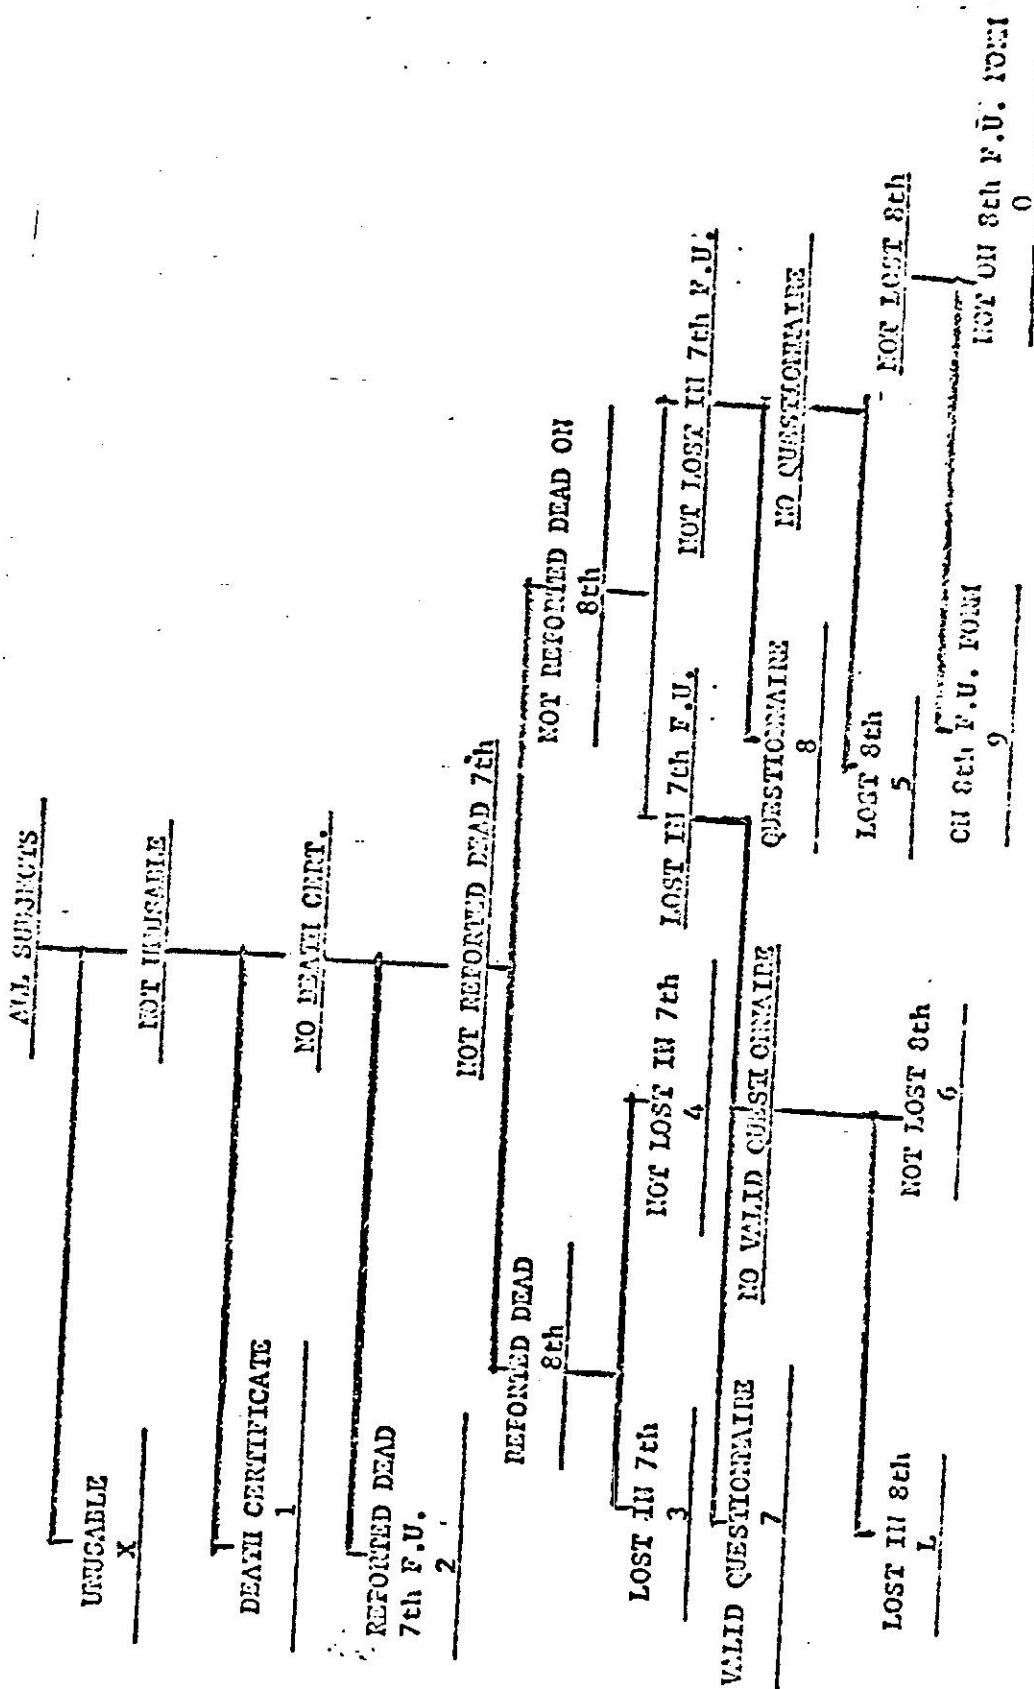 ALL SUBJECTS
UNUSABLE
X
NOT UNUSABLE
DEATH CERTIFICATE
1
NO DEATH CERT.
REPORTED DEAD
7th F.U.
2
NOT REPORTED DEAD 7th
REPORTED DEAD
8th
NOT REPORTED DEAD ON
8th
LOST IN 7th
3
NOT LOST IN 7th
4
LOST IN 7th F.U.
NOT LOST IN 7th F.U.
VALID QUESTIONNAIRE
7
NO VALID QUESTIONNAIRE
QUESTIONNAIRE
8
NO QUESTIONNAIRE
LOST IN 8th
L
NOT LOST 8th
6
LOST 8th
5
NOT LOST 8th
ON 8th F.U. FORM
9
NOT ON 8th F.U. FORM
0